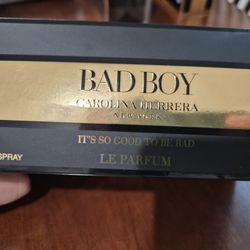 BAD BOY
CAROLINA HERRERA
NEW YORK
IT'S SO GOOD TO BE BAD
LE PARFUM
SPRAY